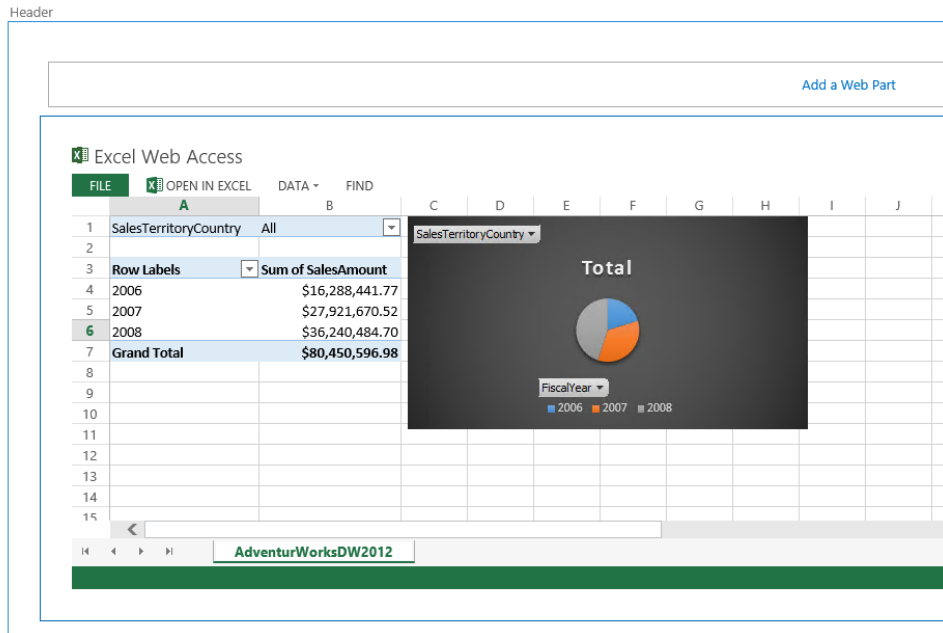 Header
Add a Web Part
Excel Web Access
FILE OPEN IN EXCEL DATA FIND
A B C D E F G H I J
1 SalesTerritoryCountry All
2
3 Row Labels Sum of SalesAmount
4 2006 $16,288,441.77
5 2007 $27,921,670.52
6 2008 $36,240,484.70
7 Grand Total $80,450,596.98
8
9
10
11
12
13
14
15
SalesTerritoryCountry
Total
FiscalYear
2006 2007 2008
AdventurWorksDW2012